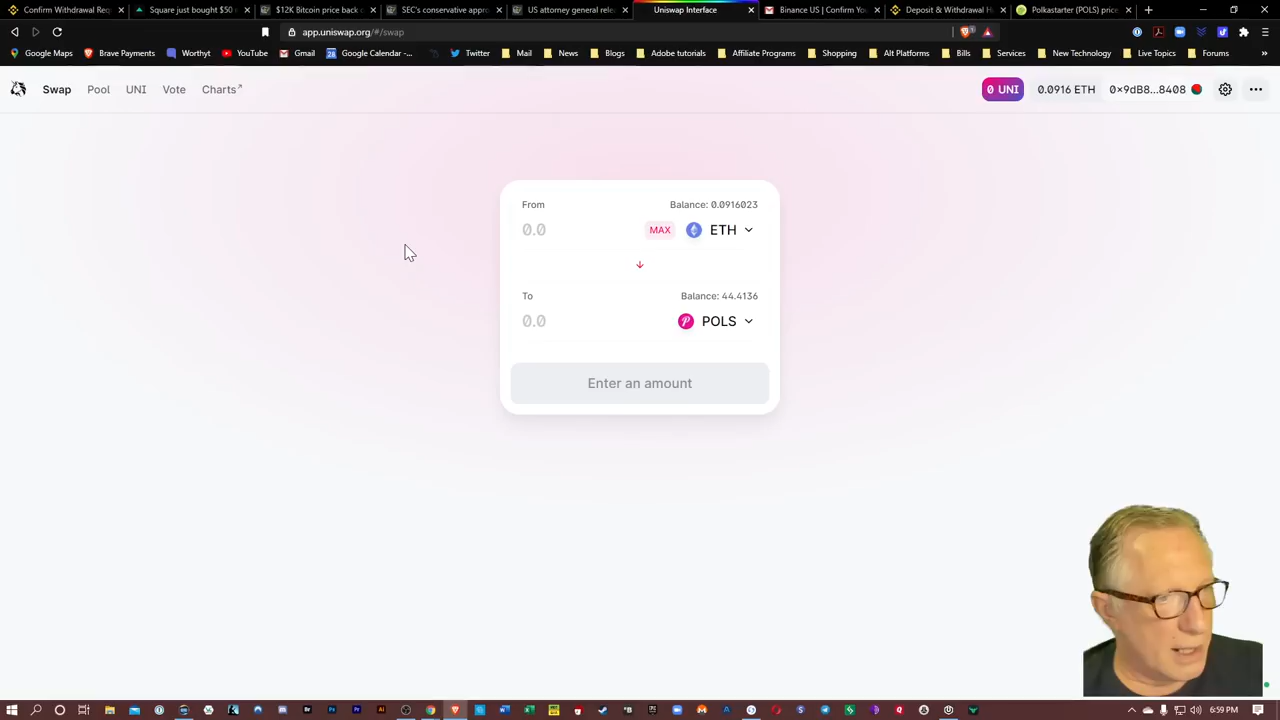 Confirm Withdrawal Req
Square just bought $50
$12K Bitcoin price back
SEC's conservative appro
US attorney general rele
Uniswap Interface
Binance US | Confirm Yo
Deposit & Withdrawal H
Polkastarter (POLS) price
app.uniswap.org/#/swap
Google Maps
Brave Payments
Worthyt
YouTube
Gmail
Google Calendar -...
Twitter
Mail
News
Blogs
Adobe tutorials
Affiliate Programs
Shopping
Alt Platforms
Bills
Services
New Technology
Live Topics
Forums
Swap
Pool
UNI
Vote
Charts↗
0 UNI
0.0916 ETH
0×9dB8...8408
From
Balance: 0.0916023
0.0
MAX
ETH
To
Balance: 44.4136
0.0
POLS
Enter an amount
6:59 PM